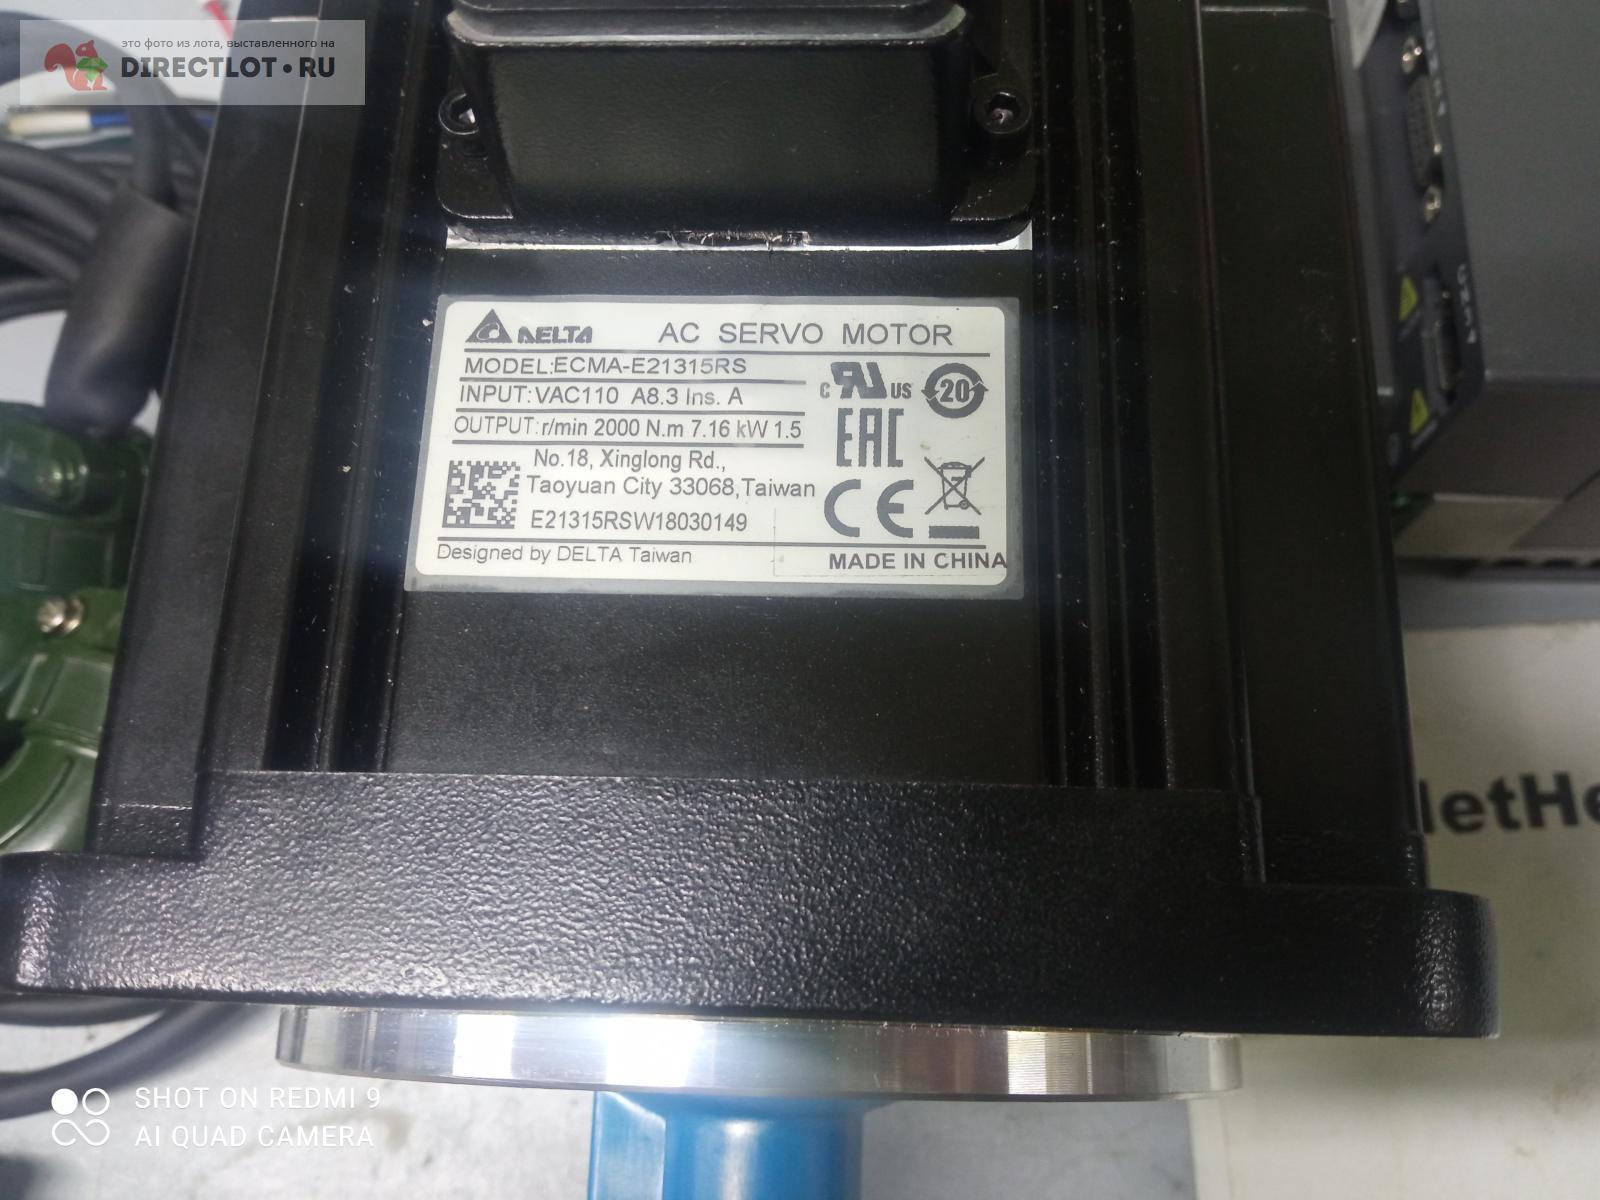 это фото из лота, выставленного на
DIRECTLOT•RU
DELTA AC SERVO MOTOR
MODEL:ECMA-E21315RS
INPUT:VAC110 A8.3 Ins. A
OUTPUT:r/min 2000 N.m 7.16 kW 1.5
c RU US 20
EAC
No.18, Xinglong Rd.,
Taoyuan City 33068,Taiwan
CE
E21315RSW18030149
Designed by DELTA Taiwan
MADE IN CHINA
SHOT ON REDMI 9
AI QUAD CAMERA